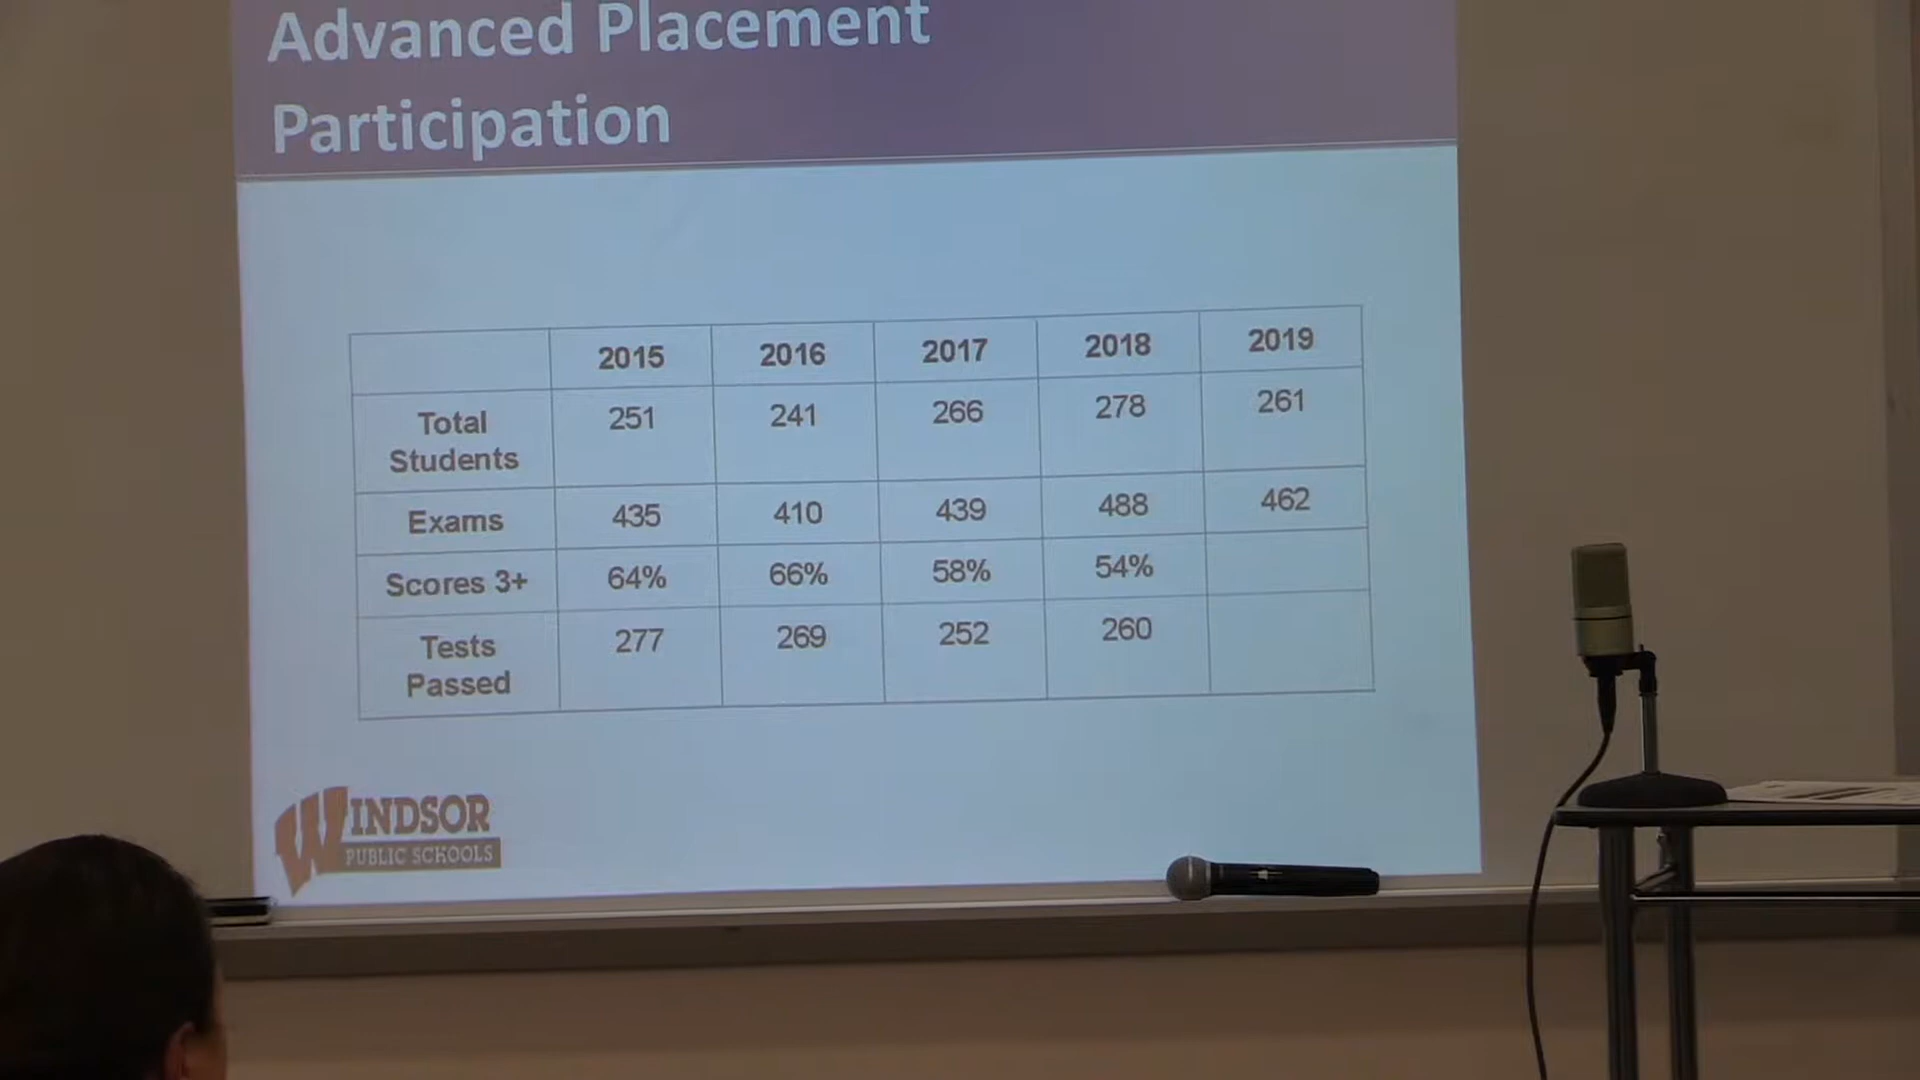 Advanced Placement
Participation
2015 2016 2017 2018 2019
Total Students 251 241 266 278 261
Exams 435 410 439 488 462
Scores 3+ 64% 66% 58% 54%
Tests Passed 277 269 252 260
WINDSOR
PUBLIC SCHOOLS